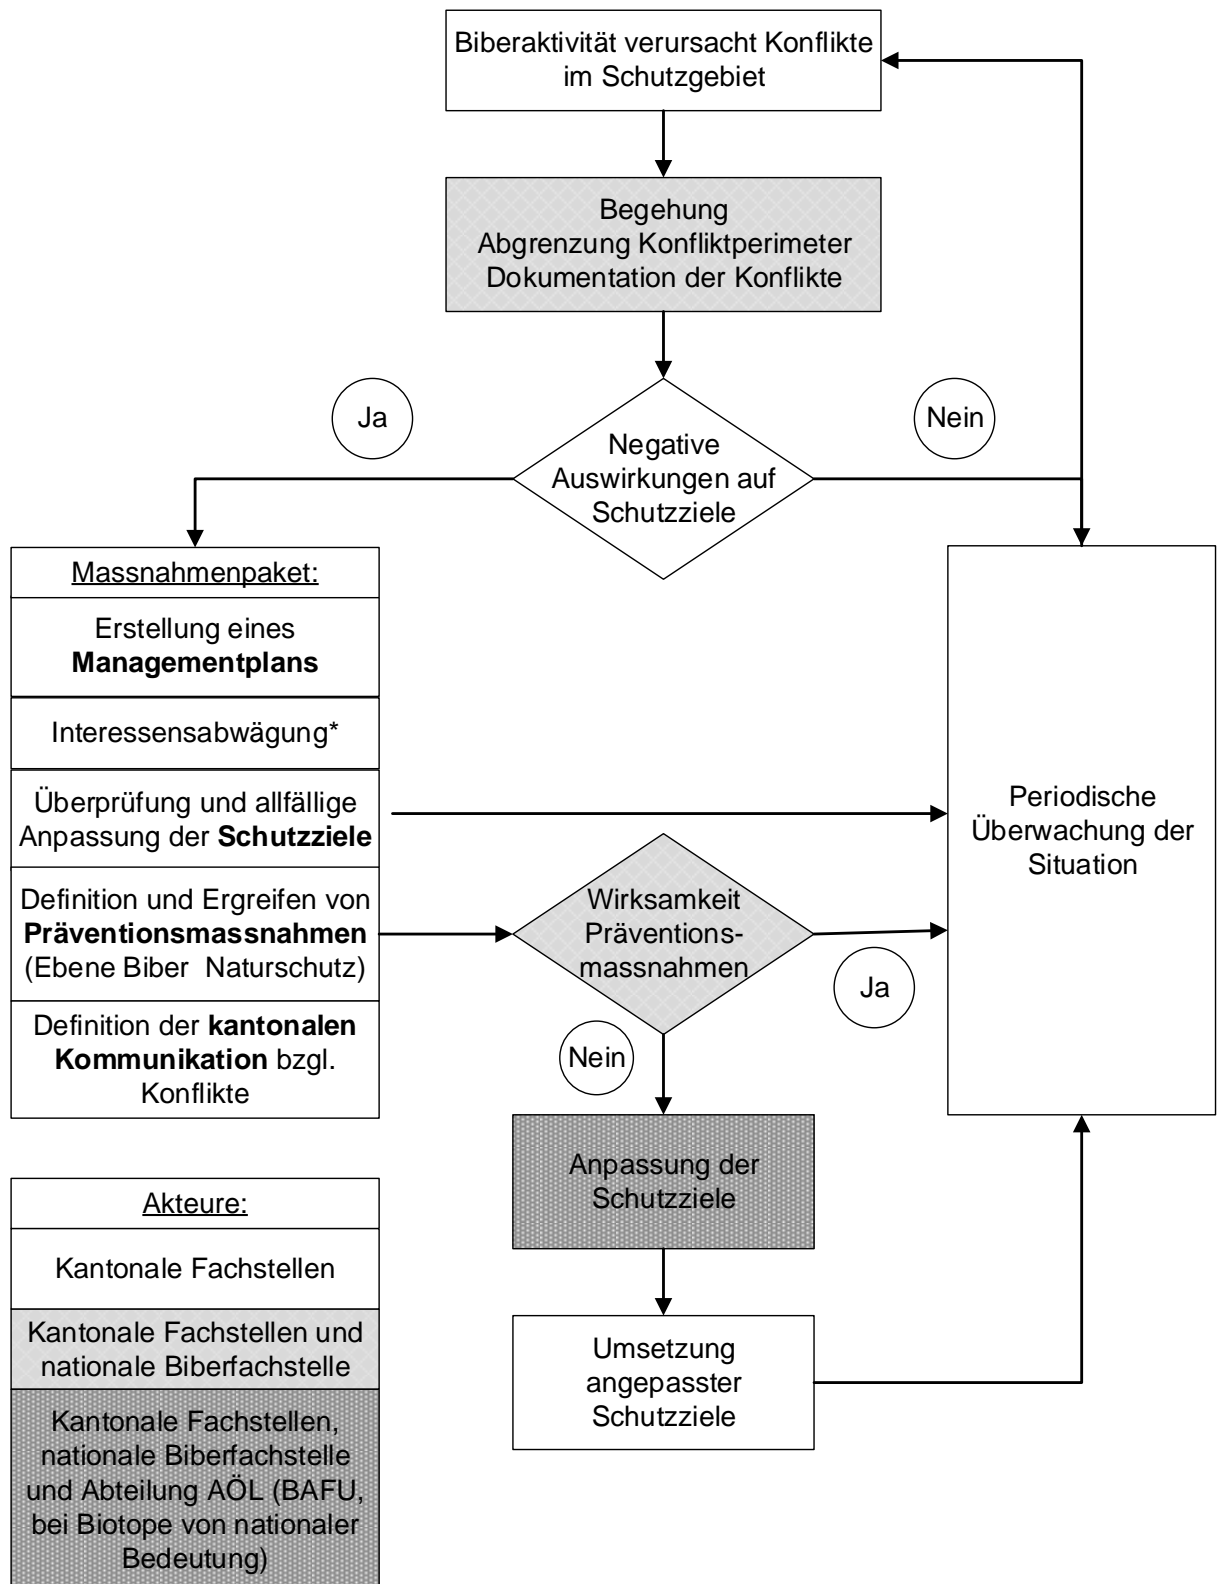 Biberaktivität verursacht Konflikte
im Schutzgebiet
Begehung
Abgrenzung Konfliktperimeter
Dokumentation der Konflikte
Ja
Nein
Negative
Auswirkungen auf
Schutzziele
Massnahmenpaket:
Erstellung eines
Managementplans
Interessensabwägung*
Überprüfung und allfällige
Anpassung der Schutzziele
Definition und Ergreifen von
Präventionsmassnahmen
(Ebene Biber  Naturschutz)
Definition der kantonalen
Kommunikation bzgl.
Konflikte
Wirksamkeit
Präventions-
massnahmen
Ja
Nein
Periodische
Überwachung der
Situation
Anpassung der
Schutzziele
Umsetzung
angepasster
Schutzziele
Akteure:
Kantonale Fachstellen
Kantonale Fachstellen und
nationale Biberfachstelle
Kantonale Fachstellen,
nationale Biberfachstelle
und Abteilung AÖL (BAFU,
bei Biotope von nationaler
Bedeutung)